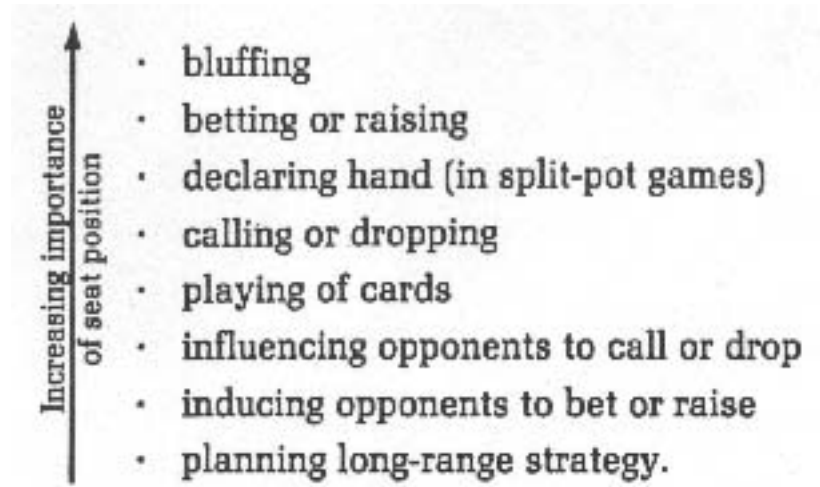 Increasing importance
of seat position
· bluffing
· betting or raising
· declaring hand (in split-pot games)
· calling or dropping
· playing of cards
· influencing opponents to call or drop
· inducing opponents to bet or raise
· planning long-range strategy.